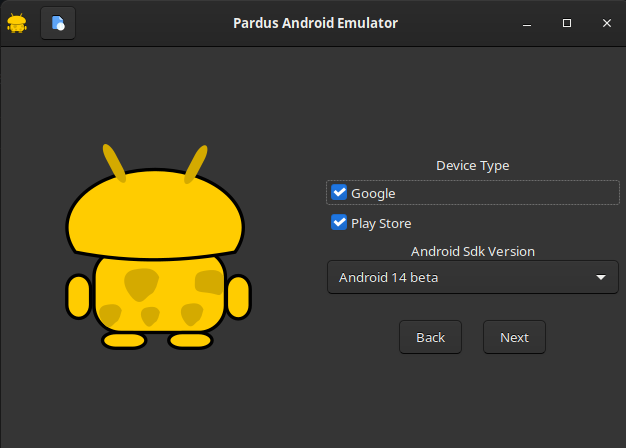 Pardus Android Emulator
Device Type
Google
Play Store
Android Sdk Version
Android 14 beta
Back Next